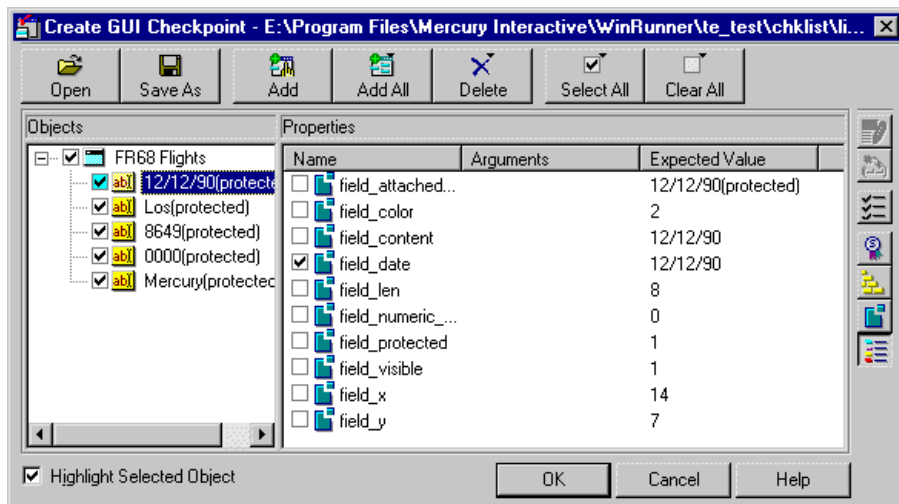 Create GUI Checkpoint - E:\Program Files\Mercury Interactive\WinRunner\te_test\chklist\li...
Open Save As Add Add All Delete Select All Clear All
Objects Properties
FR68 Flights
12/12/90(protecte
Los(protected)
8649(protected)
0000(protected)
Mercury(protectec
Name Arguments Expected Value
field_attached... 12/12/90(protected)
field_color 2
field_content 12/12/90
field_date 12/12/90
field_len 8
field_numeric_... 0
field_protected 1
field_visible 1
field_x 14
field_y 7
Highlight Selected Object
OK Cancel Help